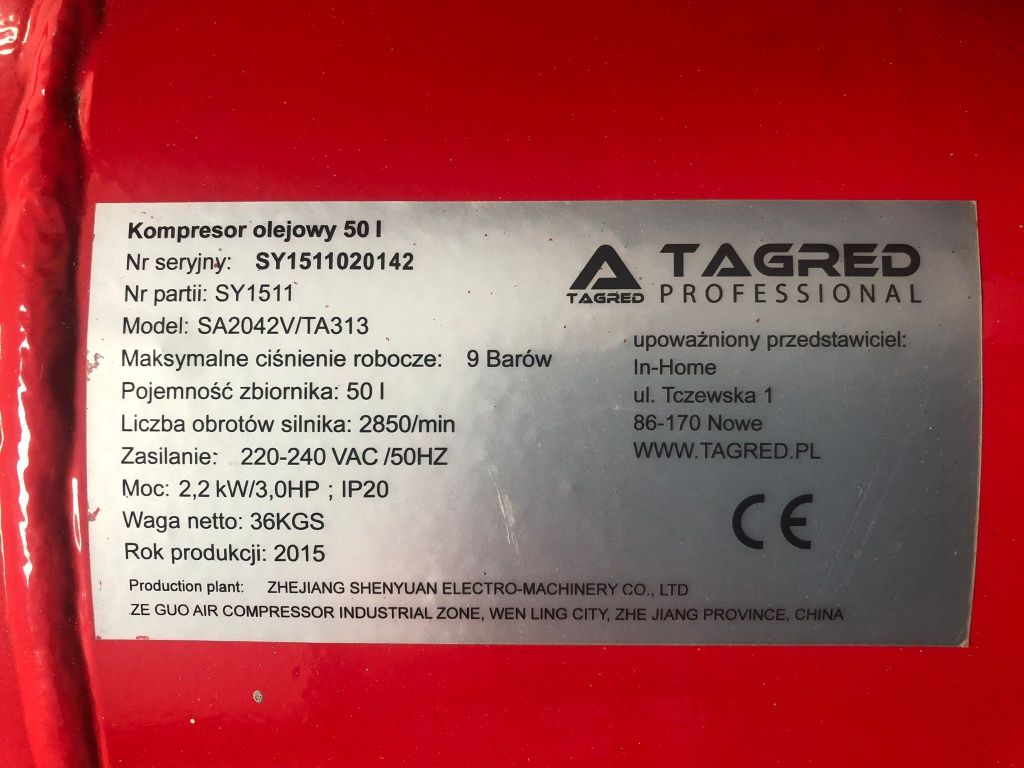 Kompresor olejowy 50 l
Nr seryjny: SY1511020142
Nr partii: SY1511
Model: SA2042V/TA313
Maksymalne ciśnienie robocze: 9 Barów
Pojemność zbiornika: 50 l
Liczba obrotów silnika: 2850/min
Zasilanie: 220-240 VAC /50HZ
Moc: 2,2 kW/3,0HP ; IP20
Waga netto: 36KGS
Rok produkcji: 2015
TAGRED
TAGRED
PROFESSIONAL
upoważniony przedstawiciel:
In-Home
ul. Tczewska 1
86-170 Nowe
WWW.TAGRED.PL
CE
Production plant: ZHEJIANG SHENYUAN ELECTRO-MACHINERY CO., LTD
ZE GUO AIR COMPRESSOR INDUSTRIAL ZONE, WEN LING CITY, ZHE JIANG PROVINCE, CHINA